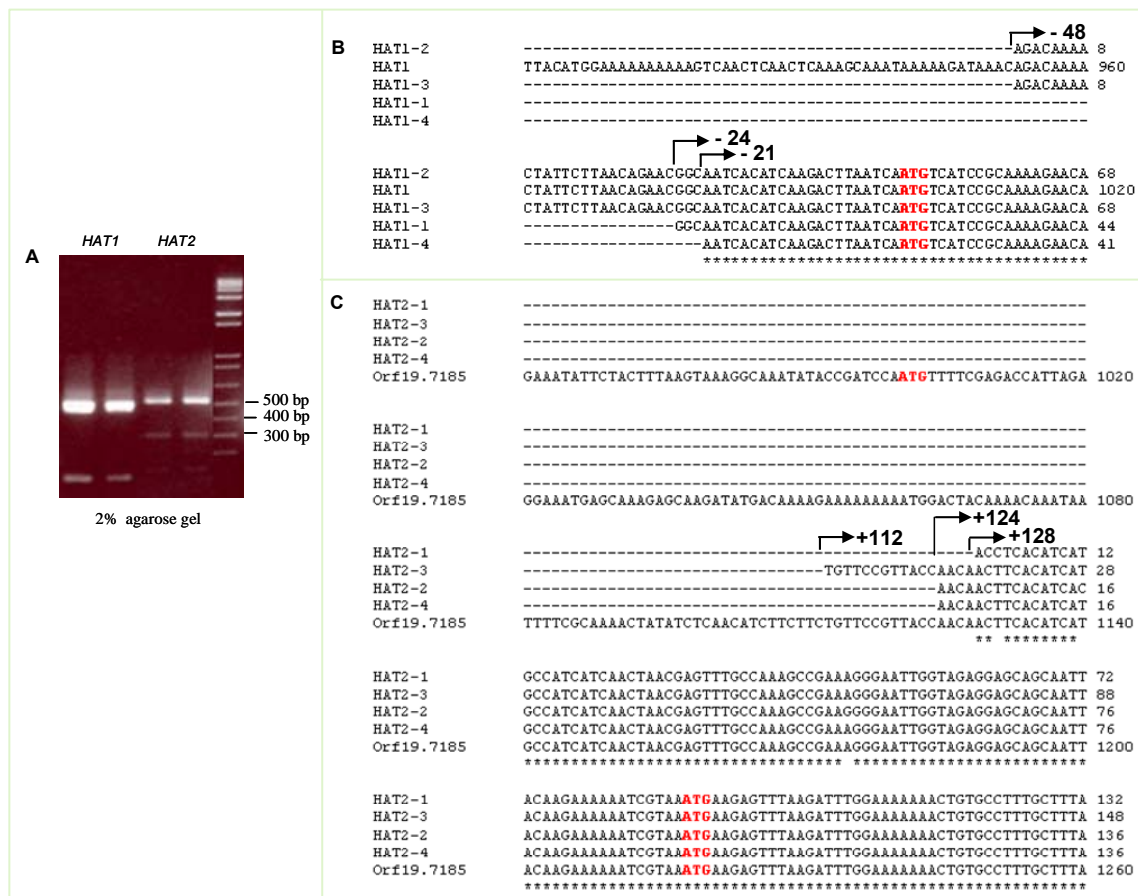 A
HAT1 HAT2
500 bp
400 bp
300 bp
2% agarose gel
B
- 48
HAT1-2 ----------------------------------------------------AGACAAAA 8
HAT1 TTACATGGAAAAAAAAAAGTCAACTCAACTCAAAGCAAATAAAAAGATAAACAGACAAAA 960
HAT1-3 ----------------------------------------------------AGACAAAA 8
HAT1-1 ------------------------------------------------------------
HAT1-4 ------------------------------------------------------------
- 24
- 21
HAT1-2 CTATTCTTAACAGAACGGCAATCACATCAAGACTTAATCAATGTCATCCGCAAAAGAACA 68
HAT1 CTATTCTTAACAGAACGGCAATCACATCAAGACTTAATCAATGTCATCCGCAAAAGAACA 1020
HAT1-3 CTATTCTTAACAGAACGGCAATCACATCAAGACTTAATCAATGTCATCCGCAAAAGAACA 68
HAT1-1 ----------------GGCAATCACATCAAGACTTAATCAATGTCATCCGCAAAAGAACA 44
HAT1-4 -------------------AATCACATCAAGACTTAATCAATGTCATCCGCAAAAGAACA 41
*****************************************
C
HAT2-1 ------------------------------------------------------------
HAT2-3 ------------------------------------------------------------
HAT2-2 ------------------------------------------------------------
HAT2-4 ------------------------------------------------------------
Orf19.7185 GAAATATTCTACTTTAAGTAAAGGCAAATATACCGATCCAATGTTTTCGAGACCATTAGA 1020
HAT2-1 ------------------------------------------------------------
HAT2-3 ------------------------------------------------------------
HAT2-2 ------------------------------------------------------------
HAT2-4 ------------------------------------------------------------
Orf19.7185 GGAAATGAGCAAAGAGCAAGATATGACAAAAGAAAAAAAAATGGACTACAAAACAAATAA 1080
+124
+112 +128
HAT2-1 ------------------------------------------------ACCTCACATCAT 12
HAT2-3 --------------------------------TGTTCCGTTACCAACAACTTCACATCAT 28
HAT2-2 --------------------------------------------AACAACTTCACATCAC 16
HAT2-4 --------------------------------------------AACAACTTCACATCAT 16
Orf19.7185 TTTTCGCAAAACTATATCTCAACATCTTCTTCTGTTCCGTTACCAACAACTTCACATCAT 1140
** ********
HAT2-1 GCCATCATCAACTAACGAGTTTGCCAAAGCCGAAAGGGAATTGGTAGAGGAGCAGCAATT 72
HAT2-3 GCCATCATCAACTAACGAGTTTGCCAAAGCCGAAAGGGAATTGGTAGAGGAGCAGCAATT 88
HAT2-2 GCCATCATCAACTAACGAGTTTGCCAAAGCCGAAGGGGAATTGGTAGAGGAGCAGCAATT 76
HAT2-4 GCCATCATCAACTAACGAGTTTGCCAAAGCCGAAAGGGAATTGGTAGAGGAGCAGCAATT 76
Orf19.7185 GCCATCATCAACTAACGAGTTTGCCAAAGCCGAAAGGGAATTGGTAGAGGAGCAGCAATT 1200
********************************** *************************
HAT2-1 ACAAGAAAAAATCGTAAATGAAGAGTTTAAGATTTGGAAAAAAACTGTGCCTTTGCTTTA 132
HAT2-3 ACAAGAAAAAATCGTAAATGAAGAGTTTAAGATTTGGAAAAAAACTGTGCCTTTGCTTTA 148
HAT2-2 ACAAGAAAAAATCGTAAATGAAGAGTTTAAGATTTGGAAAAAAACTGTGCCTTTGCTTTA 136
HAT2-4 ACAAGAAAAAATCGTAAATGAAGAGTTTAAGATTTGGAAAAAAACTGTGCCTTTGCTTTA 136
Orf19.7185 ACAAGAAAAAATCGTAAATGAAGAGTTTAAGATTTGGAAAAAAACTGTGCCTTTGCTTTA 1260
************************************************************